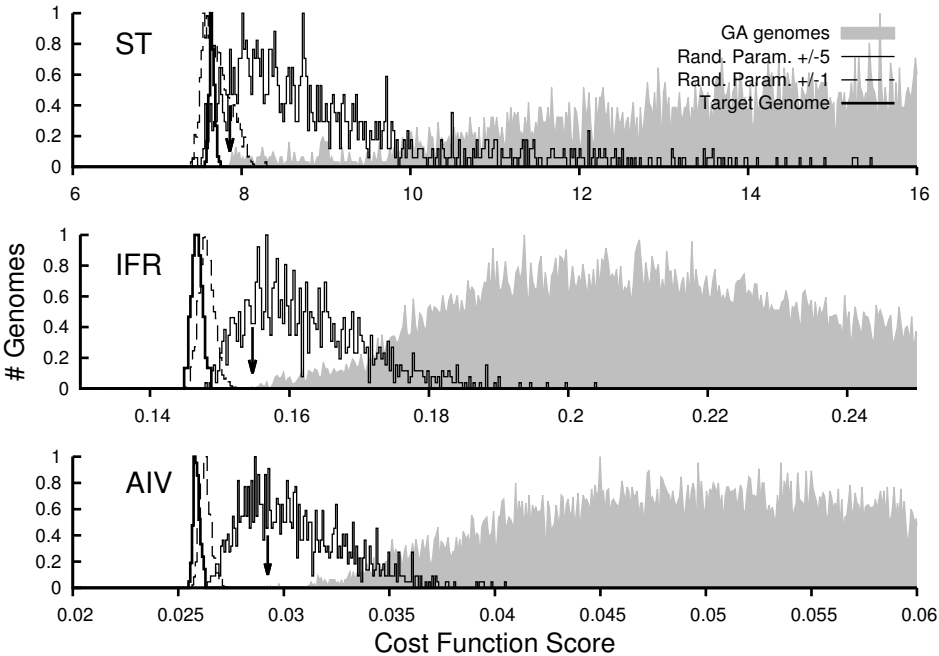 ST
GA genomes
Rand. Param. +/-5
Rand. Param. +/-1
Target Genome
1
0.8
0.6
0.4
0.2
0
6 8 10 12 14 16
IFR
# Genomes
1
0.8
0.6
0.4
0.2
0
0.14 0.16 0.18 0.2 0.22 0.24
AIV
1
0.8
0.6
0.4
0.2
0
0.02 0.025 0.03 0.035 0.04 0.045 0.05 0.055 0.06
Cost Function Score